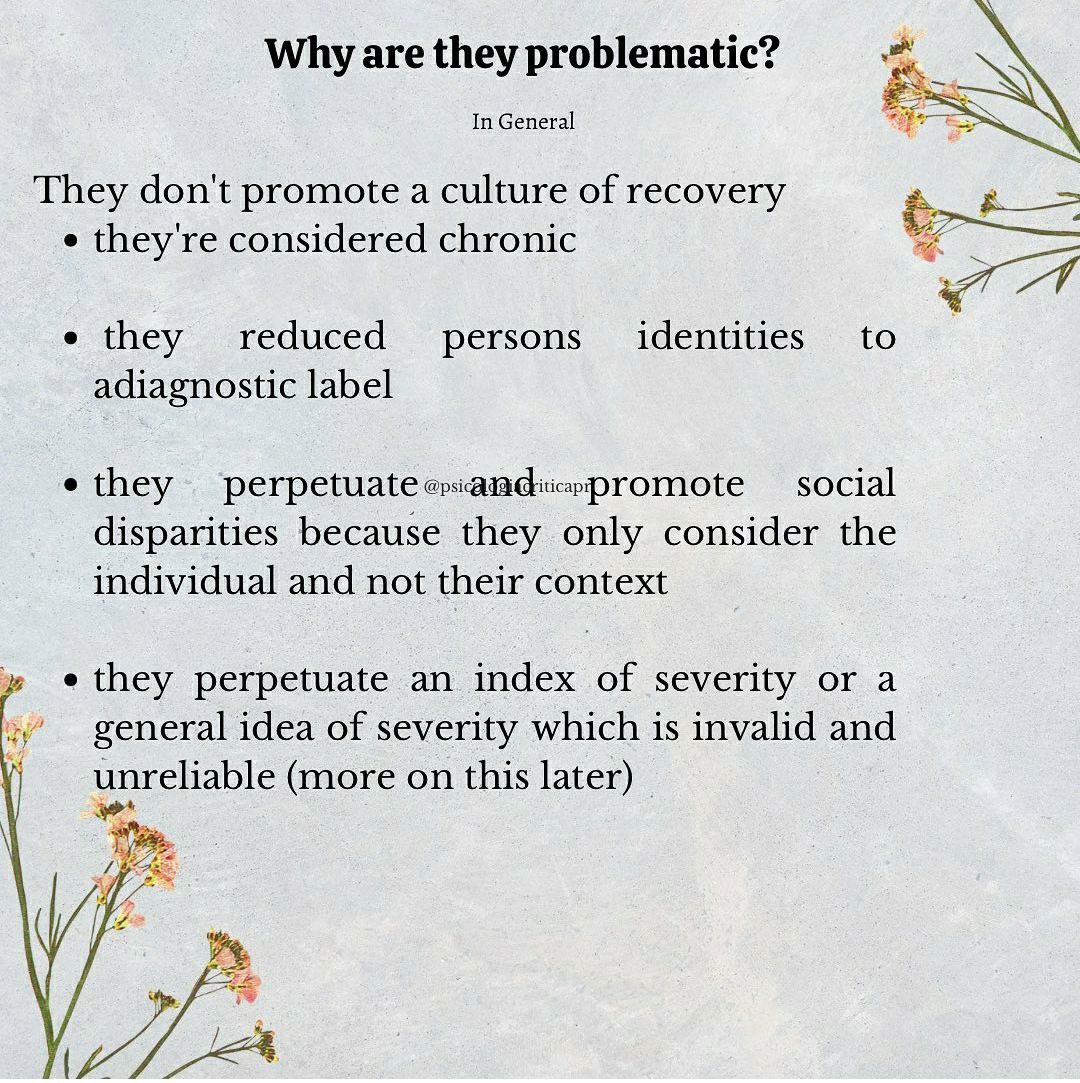 Why are they problematic?
In General
They don't promote a culture of recovery
• they're considered chronic
• they reduced persons identities to
adiagnostic label
• they perpetuate and promote social
@psicologiacriticapr
disparities because they only consider the
individual and not their context
• they perpetuate an index of severity or a
general idea of severity which is invalid and
unreliable (more on this later)